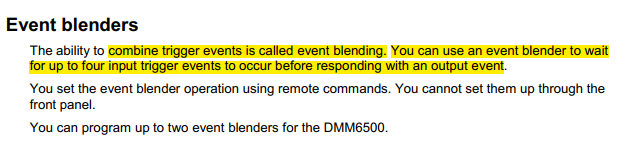 Event blenders
The ability to combine trigger events is called event blending. You can use an event blender to wait
for up to four input trigger events to occur before responding with an output event.
You set the event blender operation using remote commands. You cannot set them up through the
front panel.
You can program up to two event blenders for the DMM6500.